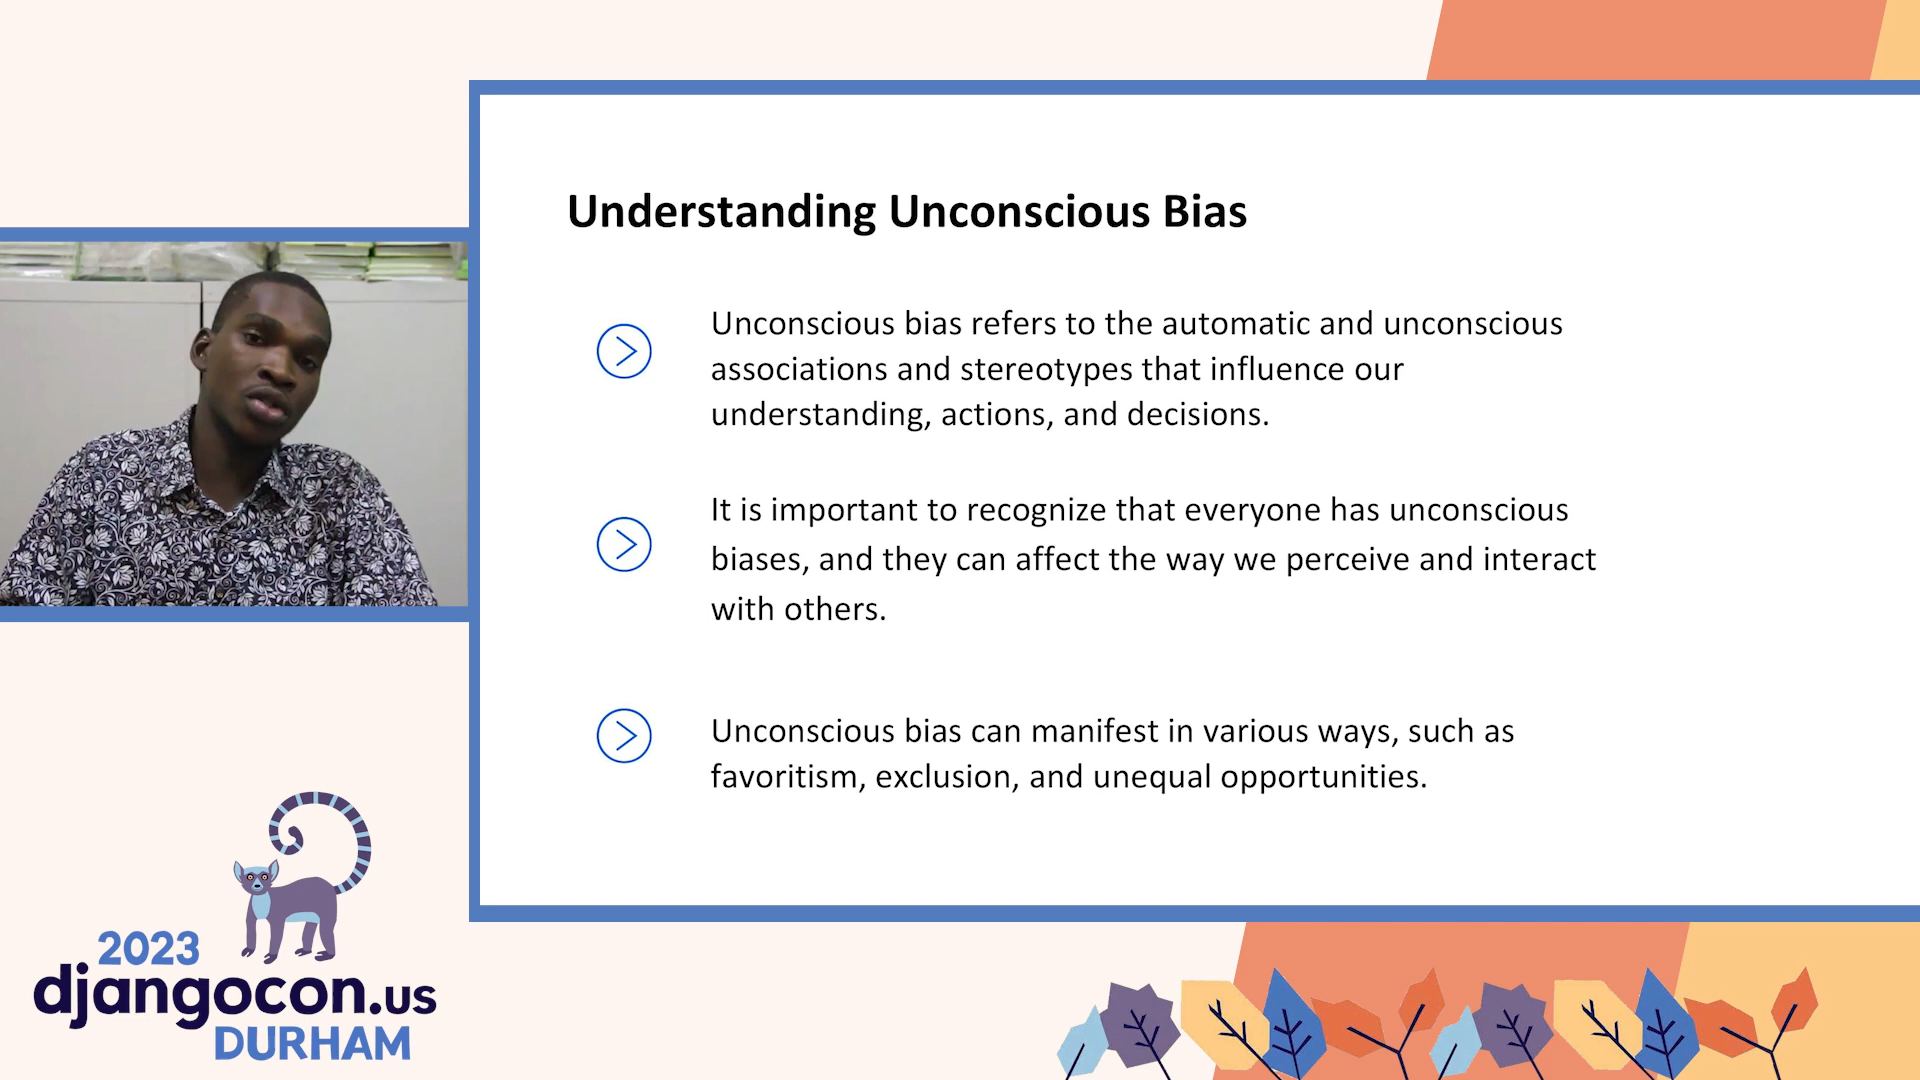 Understanding Unconscious Bias
Unconscious bias refers to the automatic and unconscious
associations and stereotypes that influence our
understanding, actions, and decisions.
It is important to recognize that everyone has unconscious
biases, and they can affect the way we perceive and interact
with others.
Unconscious bias can manifest in various ways, such as
favoritism, exclusion, and unequal opportunities.
2023
djangocon.us
DURHAM